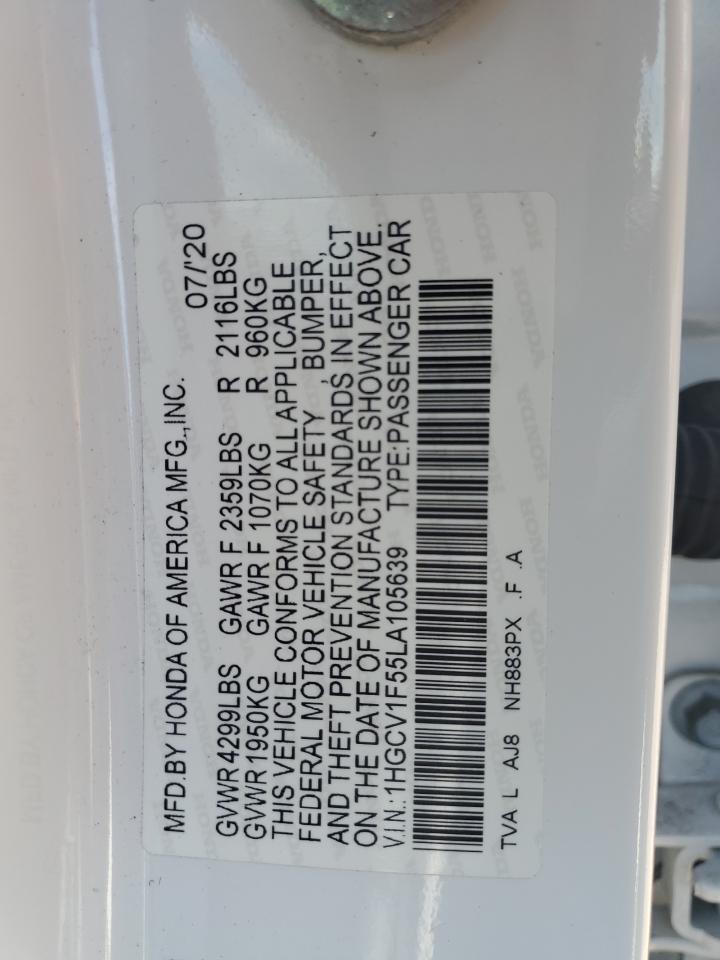 MFD.BY HONDA OF AMERICA MFG.,INC. 07/'20
GVWR 4299LBS GAWR F 2359LBS R 2116LBS
GVWR 1950KG GAWR F 1070KG R 960KG
THIS VEHICLE CONFORMS TO ALL APPLICABLE
FEDERAL MOTOR VEHICLE SAFETY , BUMPER,
AND THEFT PREVENTION STANDARDS IN EFFECT
ON THE DATE OF MANUFACTURE SHOWN ABOVE.
V.I.N.:1HGCV1F55LA105639 TYPE:PASSENGER CAR
TVA L AJ8 NH883PX .F .A